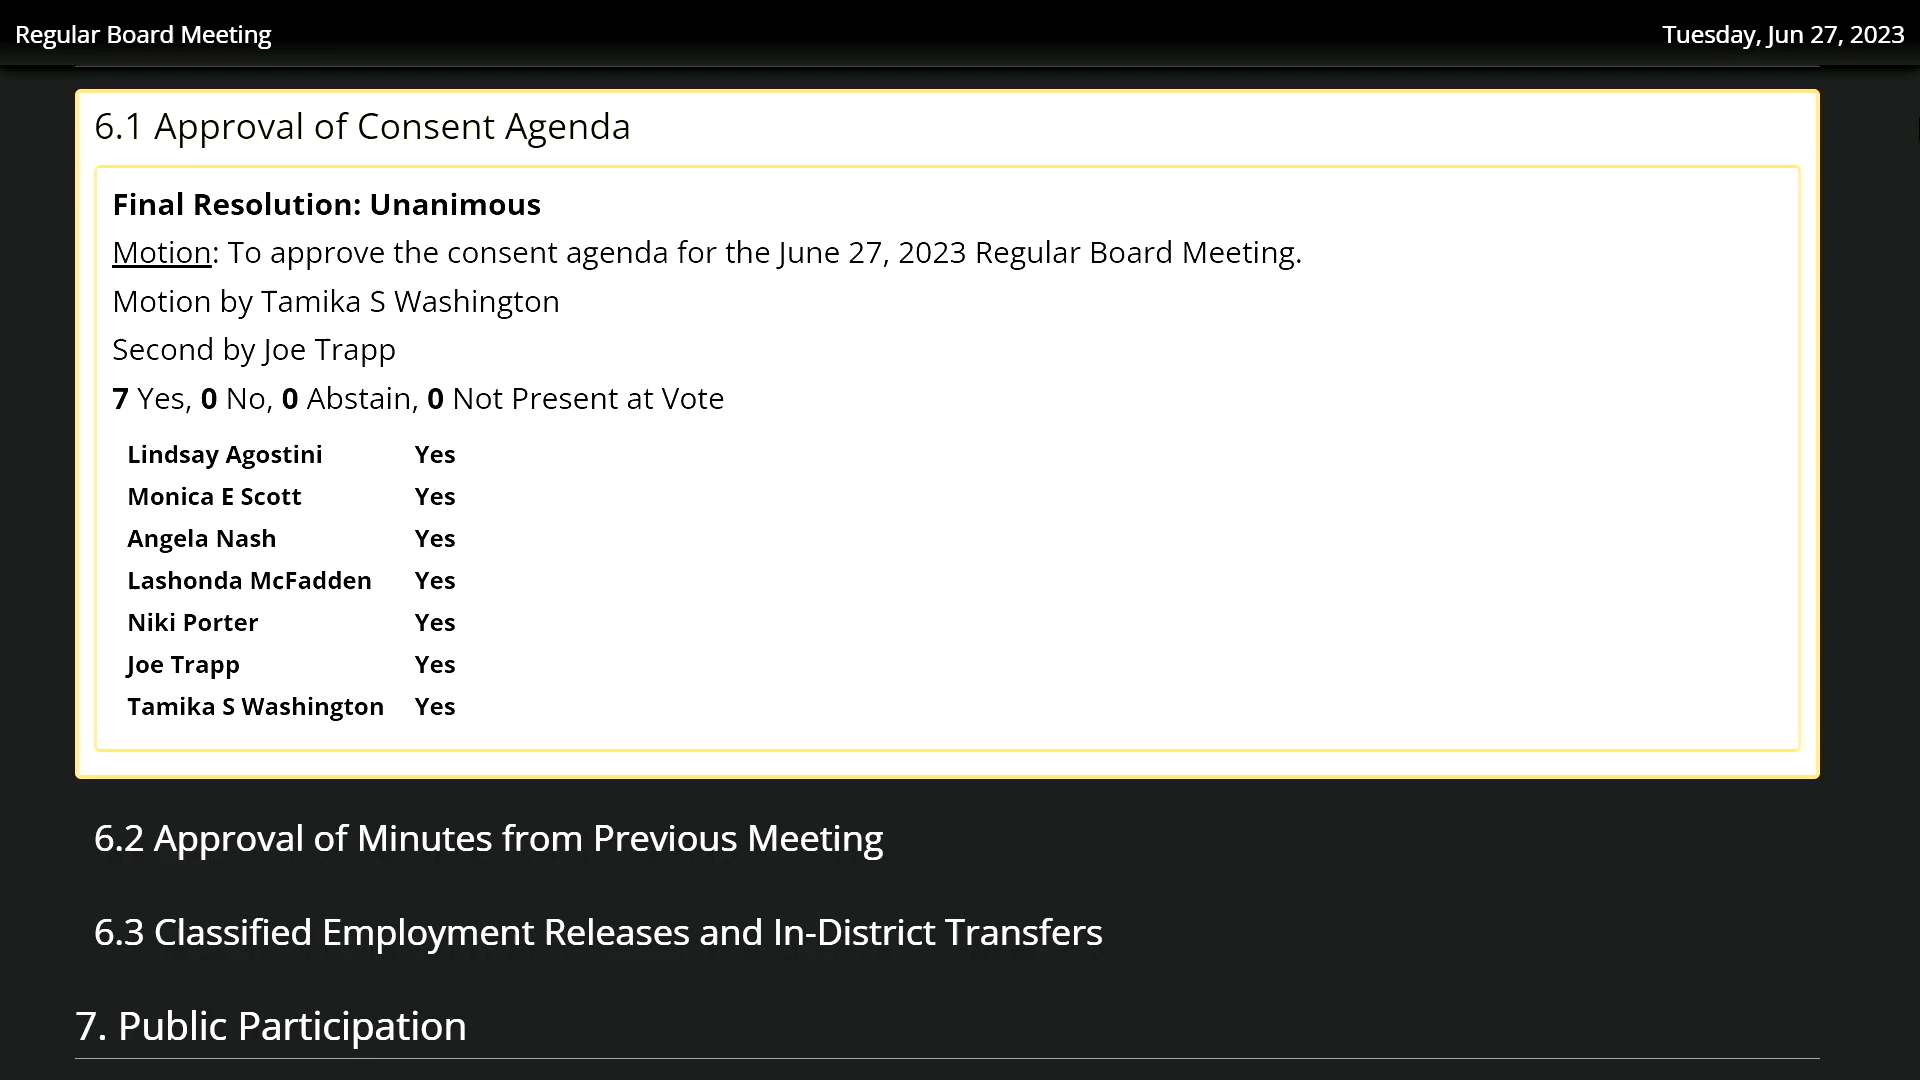 Regular Board Meeting
Tuesday, Jun 27, 2023
6.1 Approval of Consent Agenda
Final Resolution: Unanimous
Motion: To approve the consent agenda for the June 27, 2023 Regular Board Meeting.
Motion by Tamika S Washington
Second by Joe Trapp
7 Yes, 0 No, 0 Abstain, 0 Not Present at Vote
Lindsay Agostini Yes
Monica E Scott Yes
Angela Nash Yes
Lashonda McFadden Yes
Niki Porter Yes
Joe Trapp Yes
Tamika S Washington Yes
6.2 Approval of Minutes from Previous Meeting
6.3 Classified Employment Releases and In-District Transfers
7. Public Participation